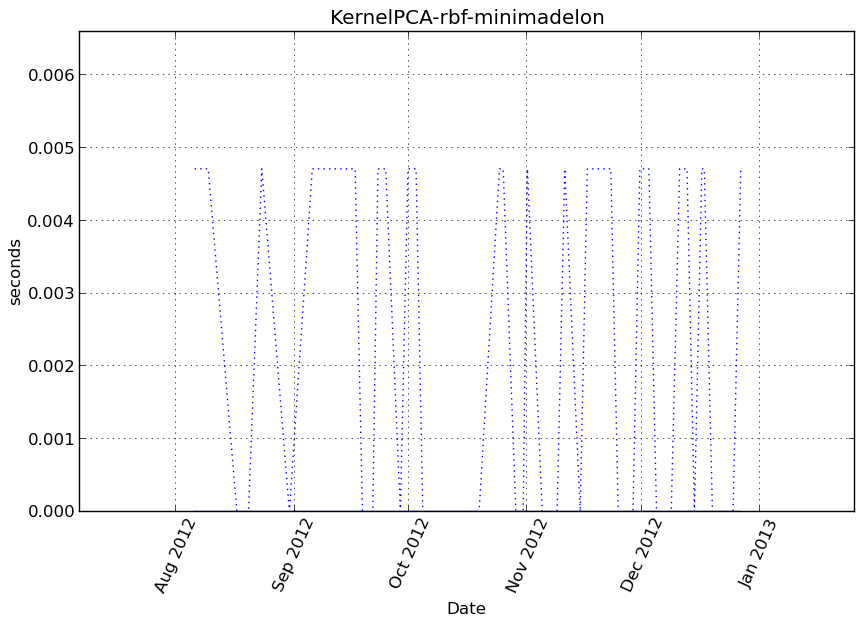 KernelPCA-rbf-minimadelon
0.006
0.005
0.004
0.003
0.002
0.001
0.000
seconds
Aug 2012
Sep 2012
Oct 2012
Nov 2012
Dec 2012
Jan 2013
Date